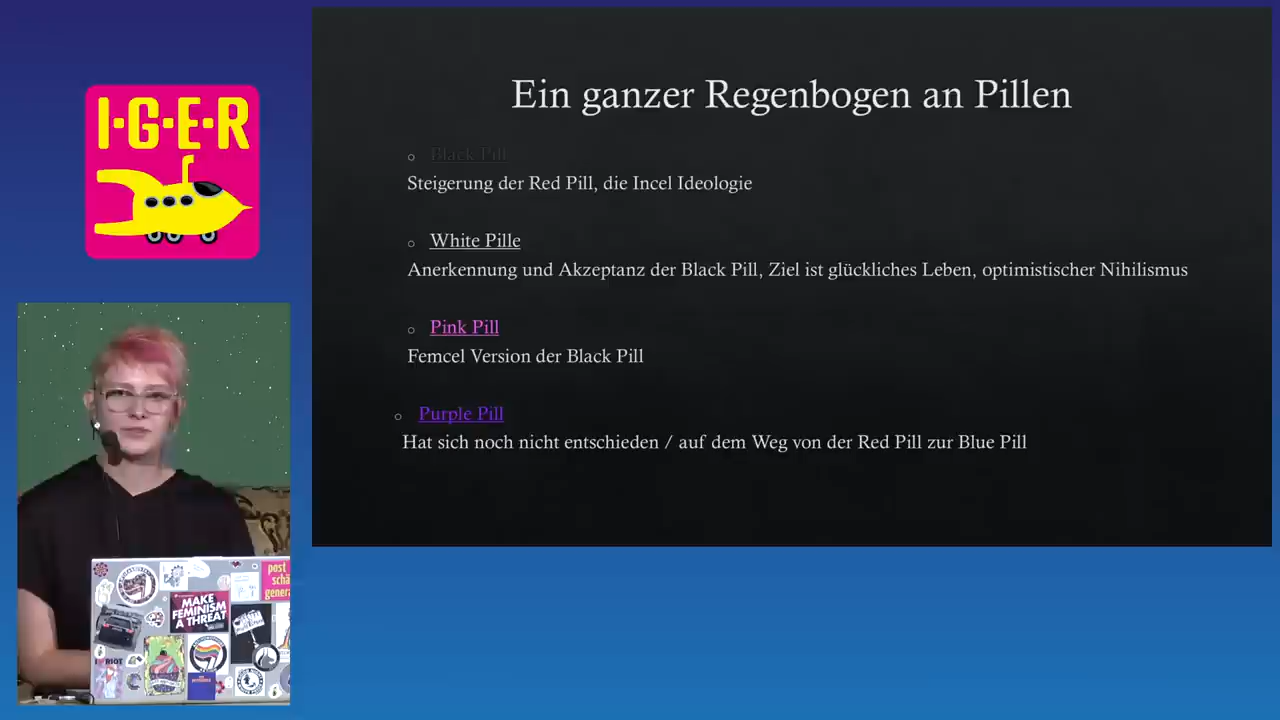 I·G·E·R
Ein ganzer Regenbogen an Pillen
Black Pill
Steigerung der Red Pill, die Incel Ideologie
White Pille
Anerkennung und Akzeptanz der Black Pill, Ziel ist glückliches Leben, optimistischer Nihilismus
Pink Pill
Femcel Version der Black Pill
Purple Pill
Hat sich noch nicht entschieden / auf dem Weg von der Red Pill zur Blue Pill
post
schä
genera
MAKE
FEMINISM
A THREAT
RIOT